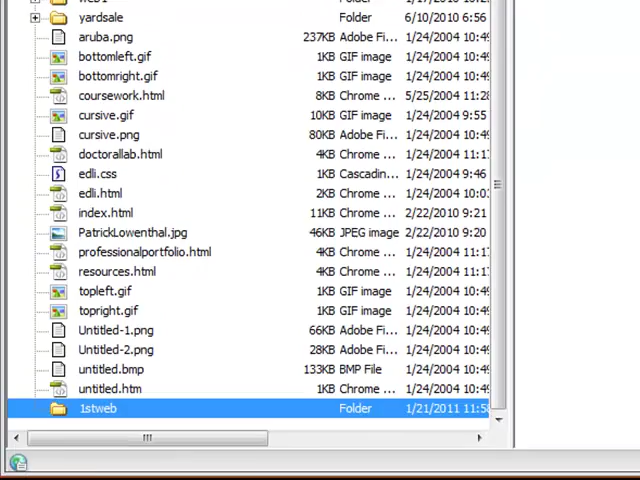 yardsale Folder 6/10/2010 6:56
aruba.png 237KB Adobe Fi... 1/24/2004 10:49
bottomleft.gif 1KB GIF image 1/24/2004 10:49
bottomright.gif 1KB GIF image 1/24/2004 10:49
coursework.html 8KB Chrome ... 5/25/2004 11:28
cursive.gif 10KB GIF image 1/24/2004 9:55
cursive.png 80KB Adobe Fi... 1/24/2004 10:49
doctorallab.html 4KB Chrome ... 1/24/2004 11:17
edli.css 1KB Cascadin... 1/24/2004 9:46
edli.html 2KB Chrome ... 1/24/2004 10:03
index.html 11KB Chrome ... 2/22/2010 9:21
PatrickLowenthal.jpg 46KB JPEG image 2/22/2010 9:20
professionalportfolio.html 4KB Chrome ... 1/24/2004 11:17
resources.html 4KB Chrome ... 1/24/2004 11:17
topleft.gif 1KB GIF image 1/24/2004 10:49
topright.gif 1KB GIF image 1/24/2004 10:49
Untitled-1.png 66KB Adobe Fi... 1/24/2004 10:49
Untitled-2.png 28KB Adobe Fi... 1/24/2004 10:49
untitled.bmp 133KB BMP File 1/24/2004 10:49
untitled.htm 1KB Chrome ... 1/24/2004 10:49
1stweb Folder 1/21/2011 11:58